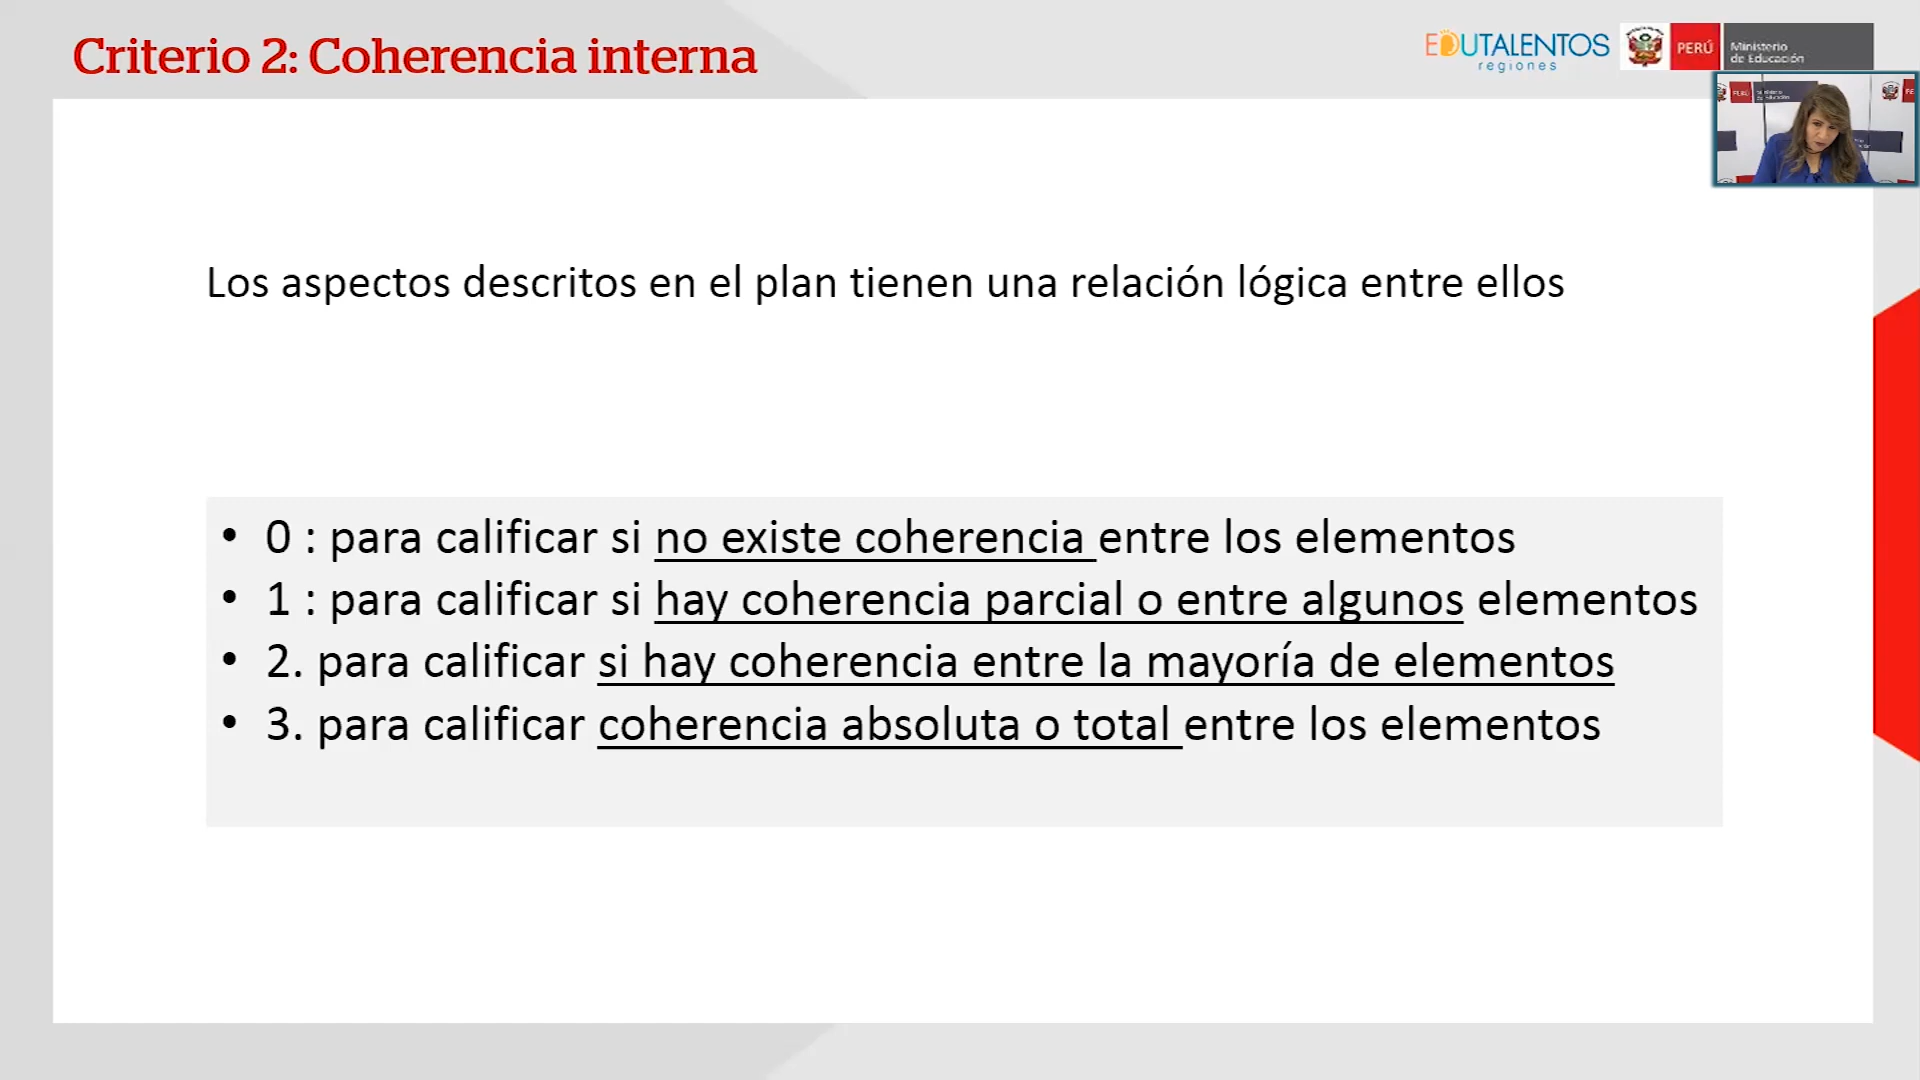 Criterio 2: Coherencia interna
EDUTALENTOS
regiones
PERÚ
Ministerio
de Educación
Los aspectos descritos en el plan tienen una relación lógica entre ellos
• 0 : para calificar si no existe coherencia entre los elementos
• 1 : para calificar si hay coherencia parcial o entre algunos elementos
• 2. para calificar si hay coherencia entre la mayoría de elementos
• 3. para calificar coherencia absoluta o total entre los elementos